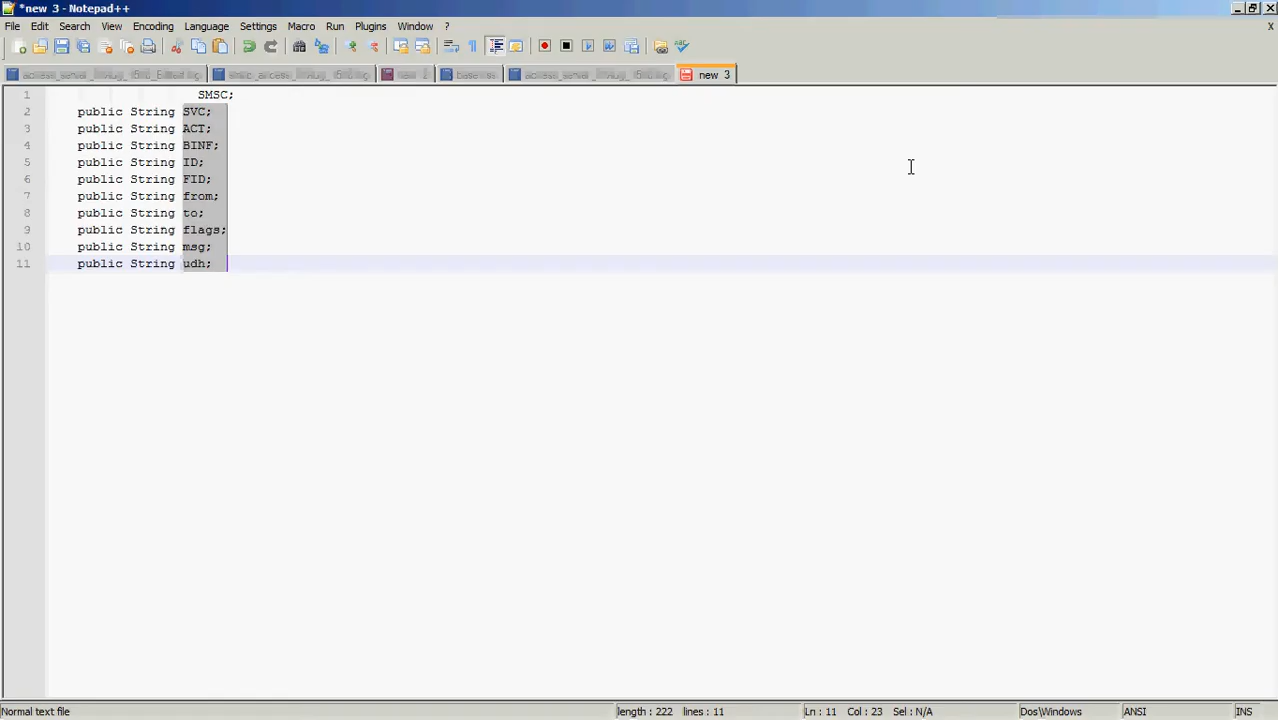 *new 3 - Notepad++
File Edit Search View Encoding Language Settings Macro Run Plugins Window ?
X
new 3
1 SMSC;
2 public String SVC;
3 public String ACT;
4 public String BINF;
5 public String ID;
6 public String FID;
7 public String from;
8 public String to;
9 public String flags;
10 public String msg;
11 public String udh;
Normal text file length : 222 lines : 11 Ln : 11 Col : 23 Sel : N/A Dos\Windows ANSI INS